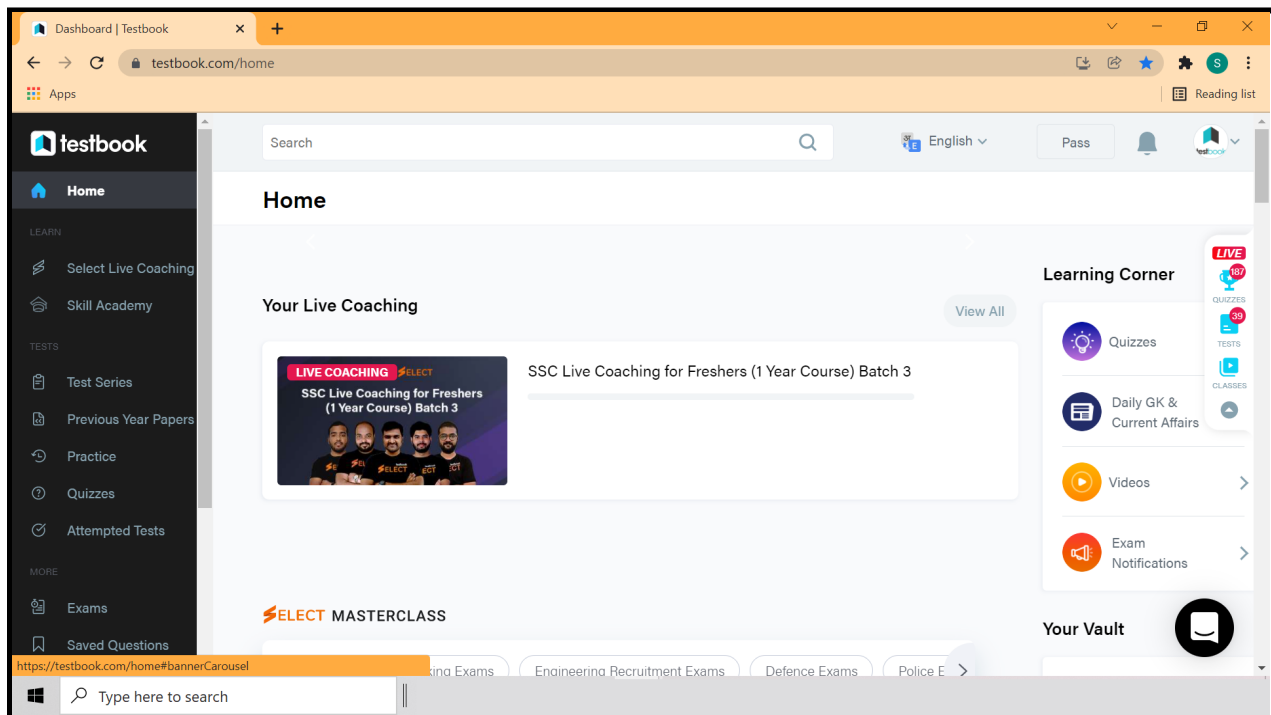 Dashboard | Testbook
testbook.com/home
S
Apps
Reading list
testbook
Search
अ E
English
Pass
testbook
Home
Home
LEARN
Select Live Coaching
Skill Academy
TESTS
Test Series
Previous Year Papers
Practice
Quizzes
Attempted Tests
MORE
Exams
Saved Questions
Your Live Coaching
View All
LIVE COACHING SELECT
SSC Live Coaching for Freshers
(1 Year Course) Batch 3
SELECT
SSC Live Coaching for Freshers (1 Year Course) Batch 3
SELECT MASTERCLASS
king Exams
Engineering Recruitment Exams
Defence Exams
Police E
Learning Corner
Quizzes
Daily GK &
Current Affairs
Videos
Exam
Notifications
Your Vault
LIVE
187
QUIZZES
39
TESTS
CLASSES
https://testbook.com/home#bannerCarousel
Type here to search